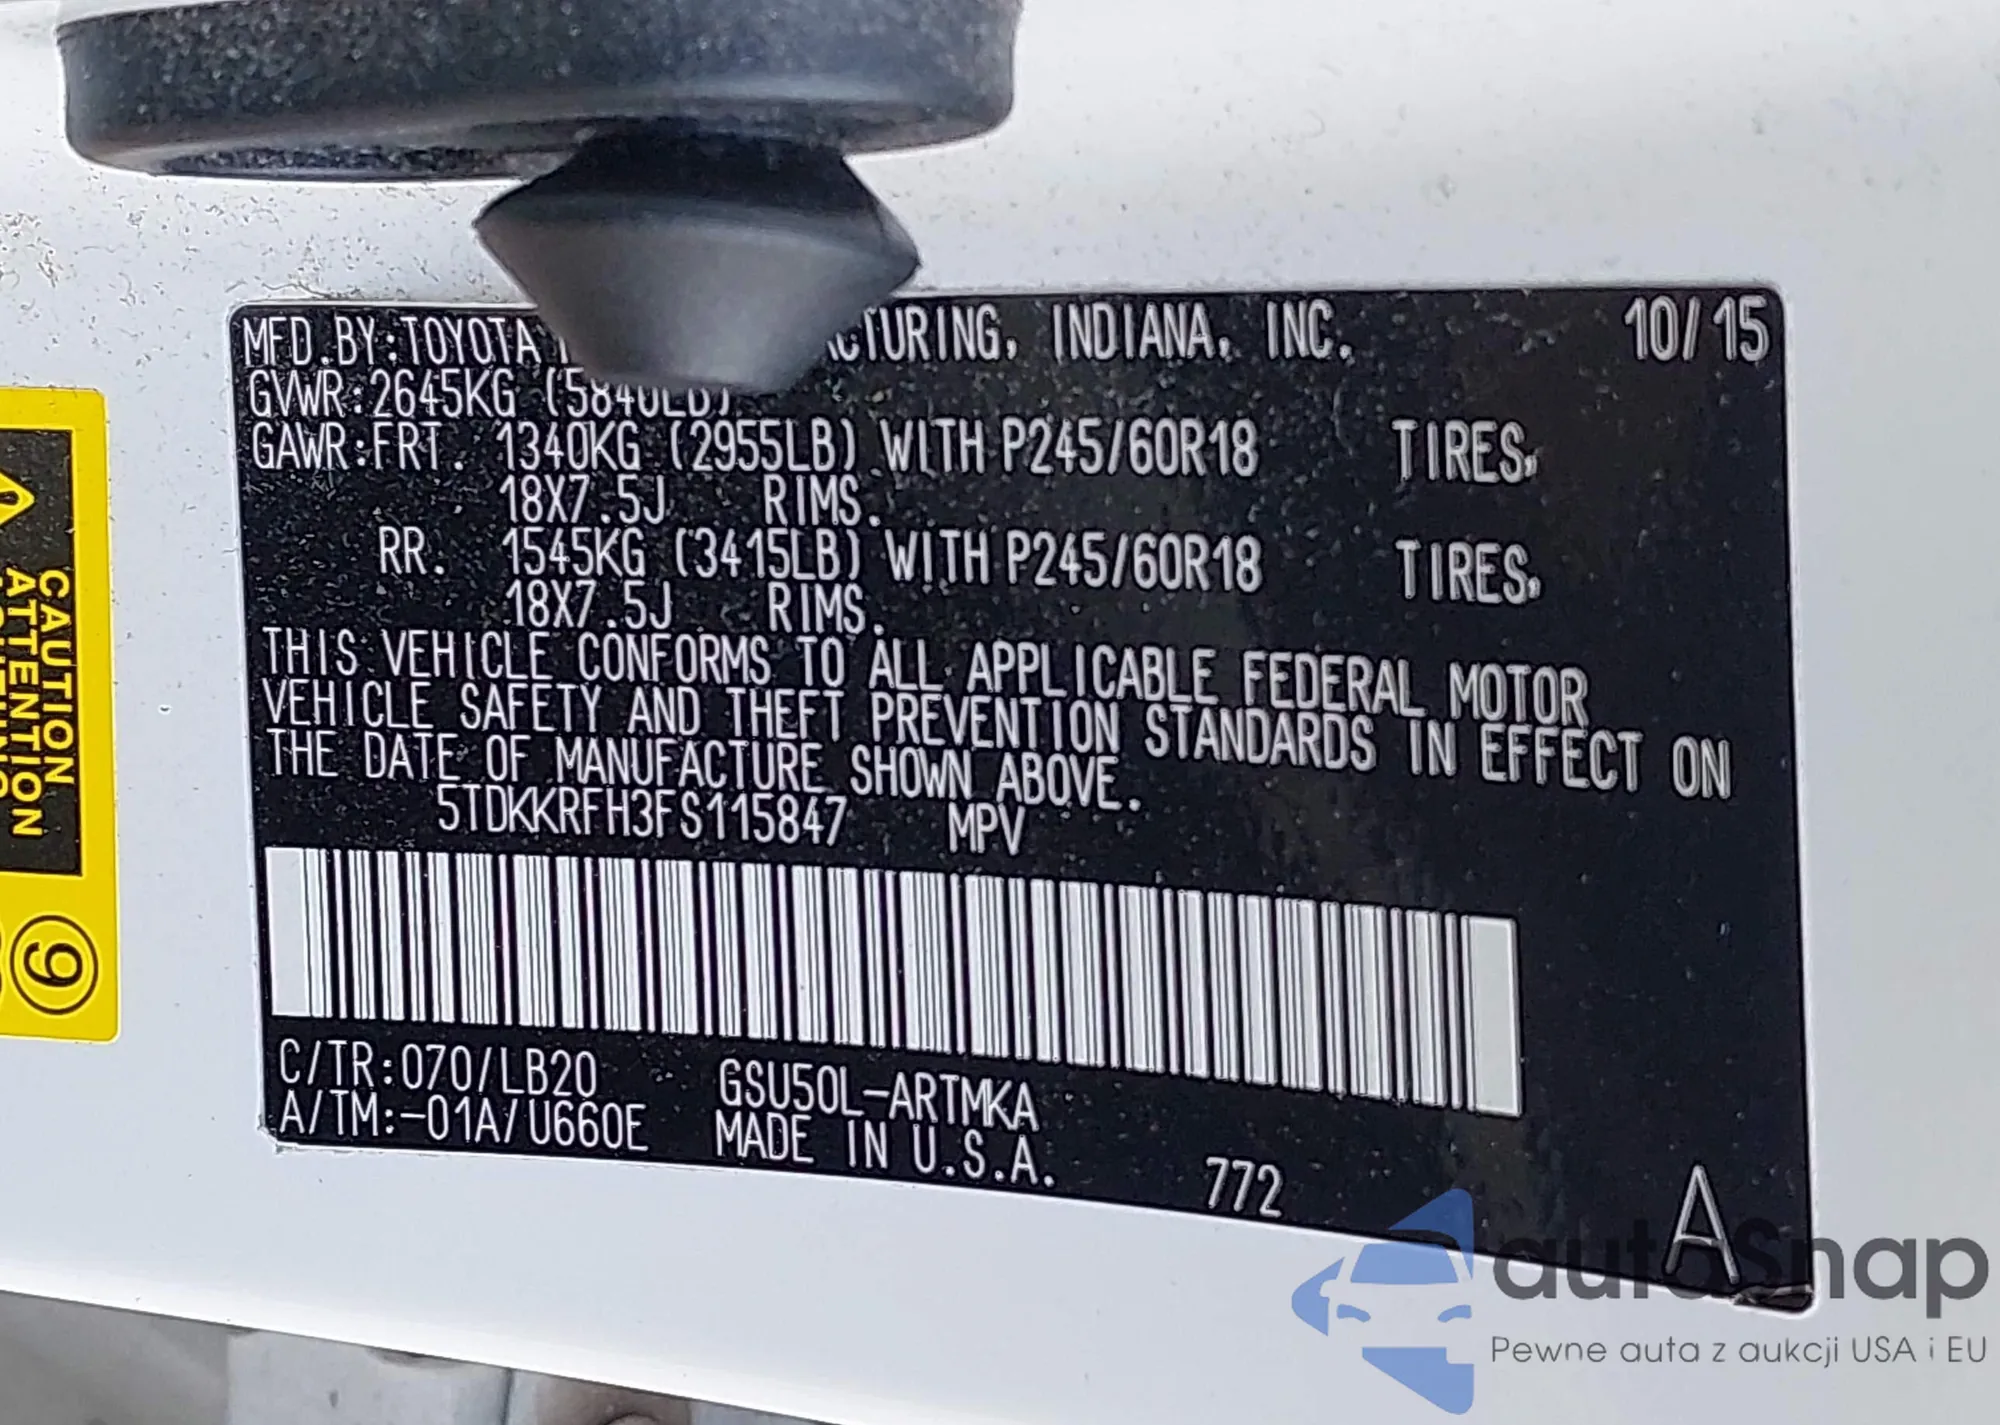 MFD.BY:TOYOTA TURING, INDIANA, INC. 10/15
GVWR:2645KG (5840LB)
GAWR:FRT. 1340KG (2955LB) WITH P245/60R18 TIRES,
18X7.5J RIMS.
RR. 1545KG (3415LB) WITH P245/60R18 TIRES,
18X7.5J RIMS.
THIS VEHICLE CONFORMS TO ALL APPLICABLE FEDERAL MOTOR
VEHICLE SAFETY AND THEFT PREVENTION STANDARDS IN EFFECT ON
THE DATE OF MANUFACTURE SHOWN ABOVE.
5TDKKRFH3FS115847 MPV
C/TR:070/LB20 GSU50L-ARTMKA
A/TM:-01A/U660E MADE IN U.S.A.
772
A
CAUTION
ATTENTION
9
autoSnap
Pewne auta z aukcji USA i EU